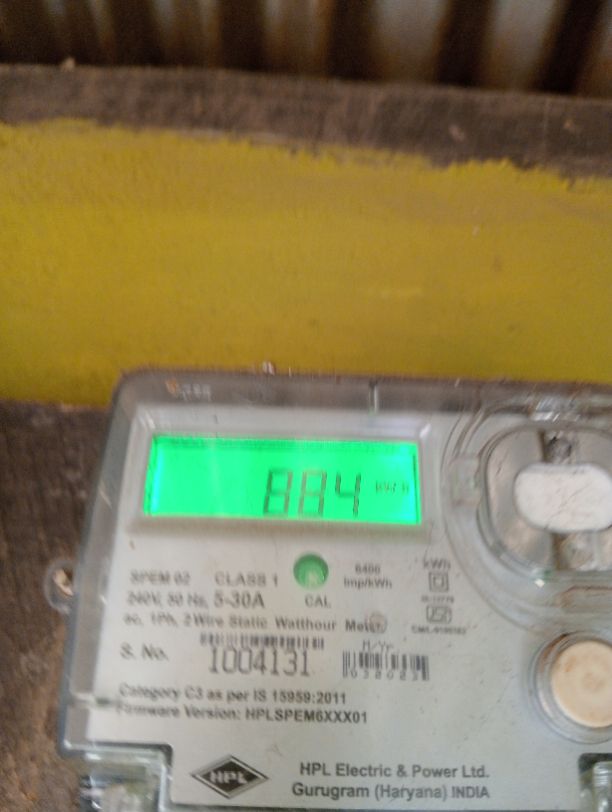 884 kWh
SPEM 02 CLASS 1 6400 imp/kWh kWh
240V, 50 Hz, 5-30A CAL
ac, 1Ph, 2 Wire Static Watthour Meter
S. No. 1004131 M/Yr
Category C3 as per IS 15959:2011
Firmware Version: HPLSPEM6XXX01
HPL
HPL Electric & Power Ltd.
Gurugram (Haryana) INDIA